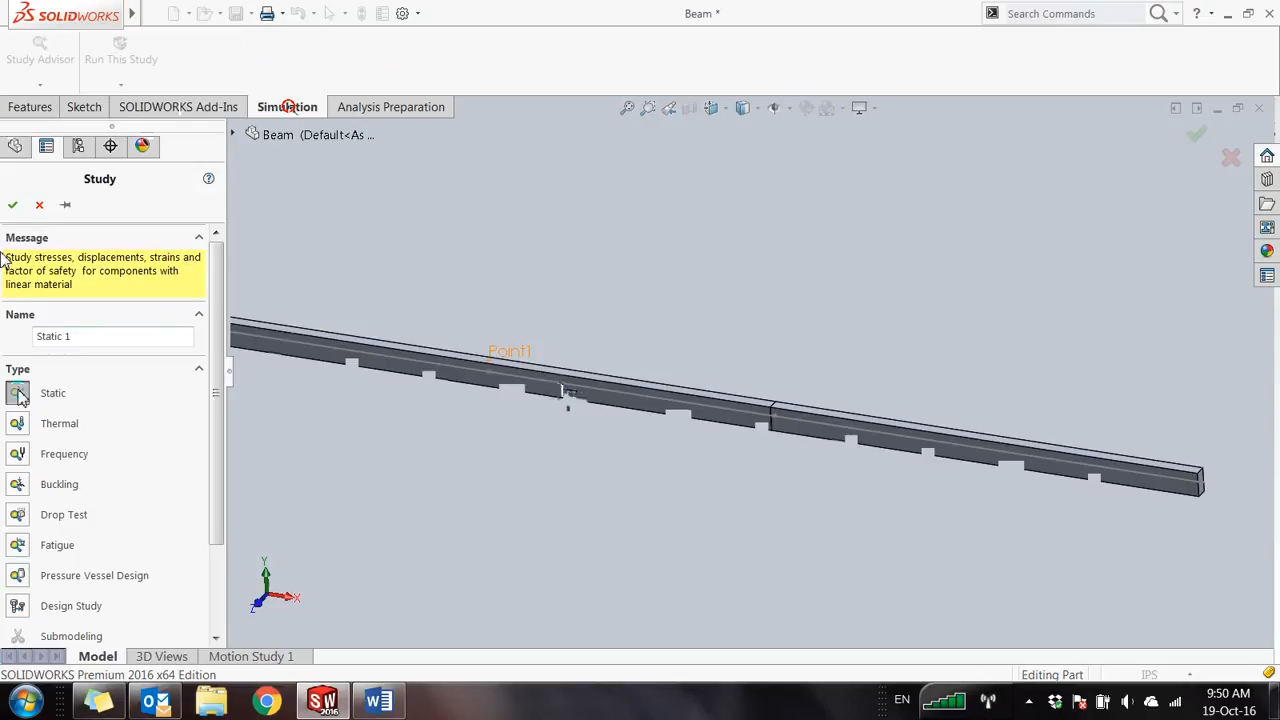 SOLIDWORKS
Beam *
Search Commands
?
Study Advisor
Run This Study
Features
Sketch
SOLIDWORKS Add-Ins
Simulation
Analysis Preparation
Beam (Default<As ...
Study
?
Message
Study stresses, displacements, strains and
factor of safety for components with
linear material
Name
Static 1
Type
Static
Thermal
Frequency
Buckling
Drop Test
Fatigue
Pressure Vessel Design
Design Study
Submodeling
Point1
Y
X
Z
Model
3D Views
Motion Study 1
SOLIDWORKS Premium 2016 x64 Edition
Editing Part
IPS
SW
2016
W
EN
9:50 AM
19-Oct-16